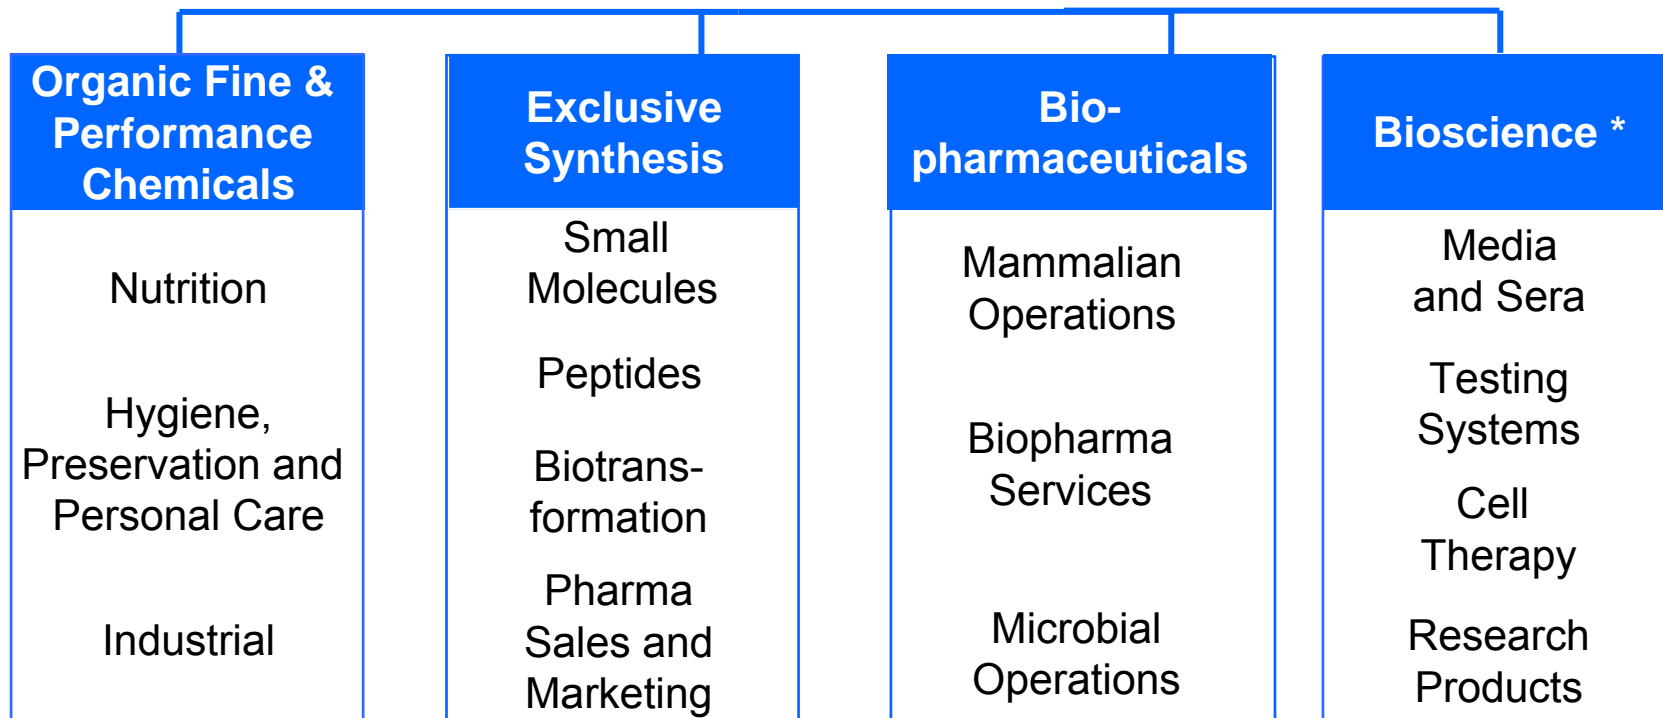 Organic Fine &
Performance
Chemicals
Nutrition
Hygiene,
Preservation and
Personal Care
Industrial
Exclusive
Synthesis
Small
Molecules
Peptides
Biotrans-
formation
Pharma
Sales and
Marketing
Bio-
pharmaceuticals
Mammalian
Operations
Biopharma
Services
Microbial
Operations
Bioscience *
Media
and Sera
Testing
Systems
Cell
Therapy
Research
Products